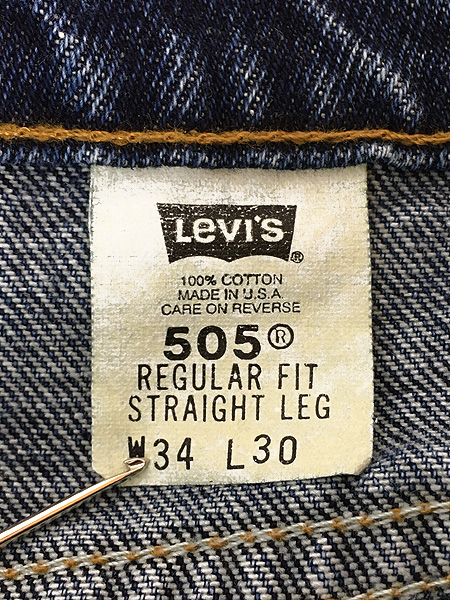 Levi's ®
100% COTTON
MADE IN U.S.A.
CARE ON REVERSE
505®
REGULAR FIT
STRAIGHT LEG
W34 L30